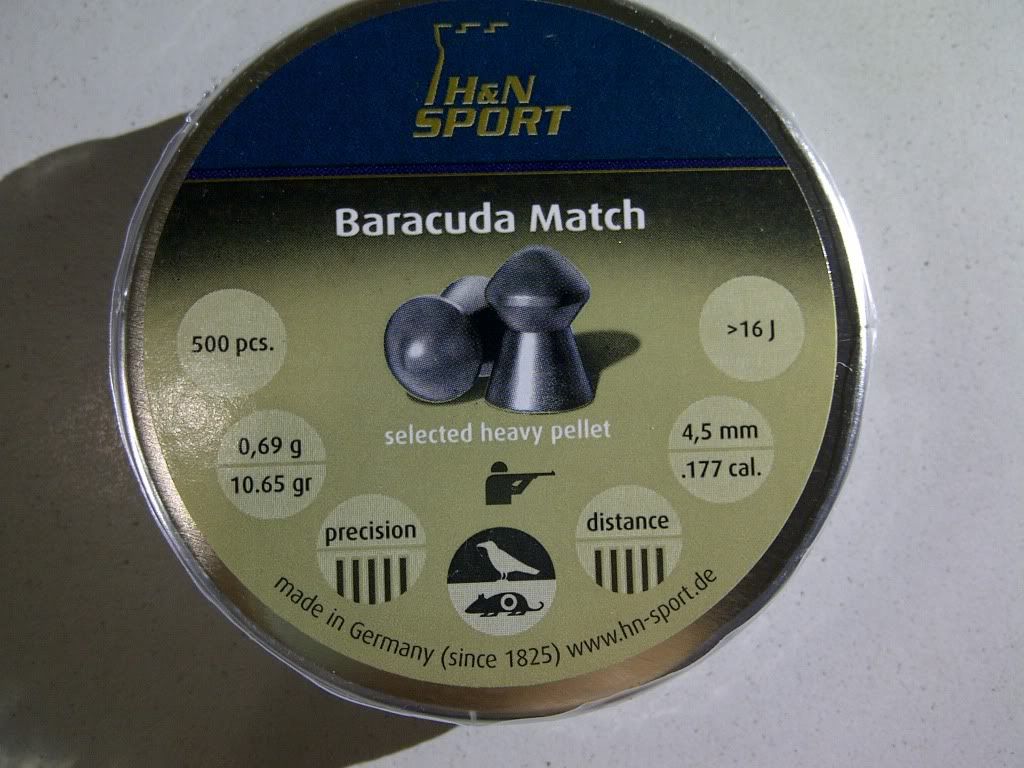 H&N
SPORT
Baracuda Match
500 pcs.
>16 J
selected heavy pellet
0,69 g
10.65 gr
4,5 mm
.177 cal.
precision
distance
made in Germany (since 1825) www.hn-sport.de